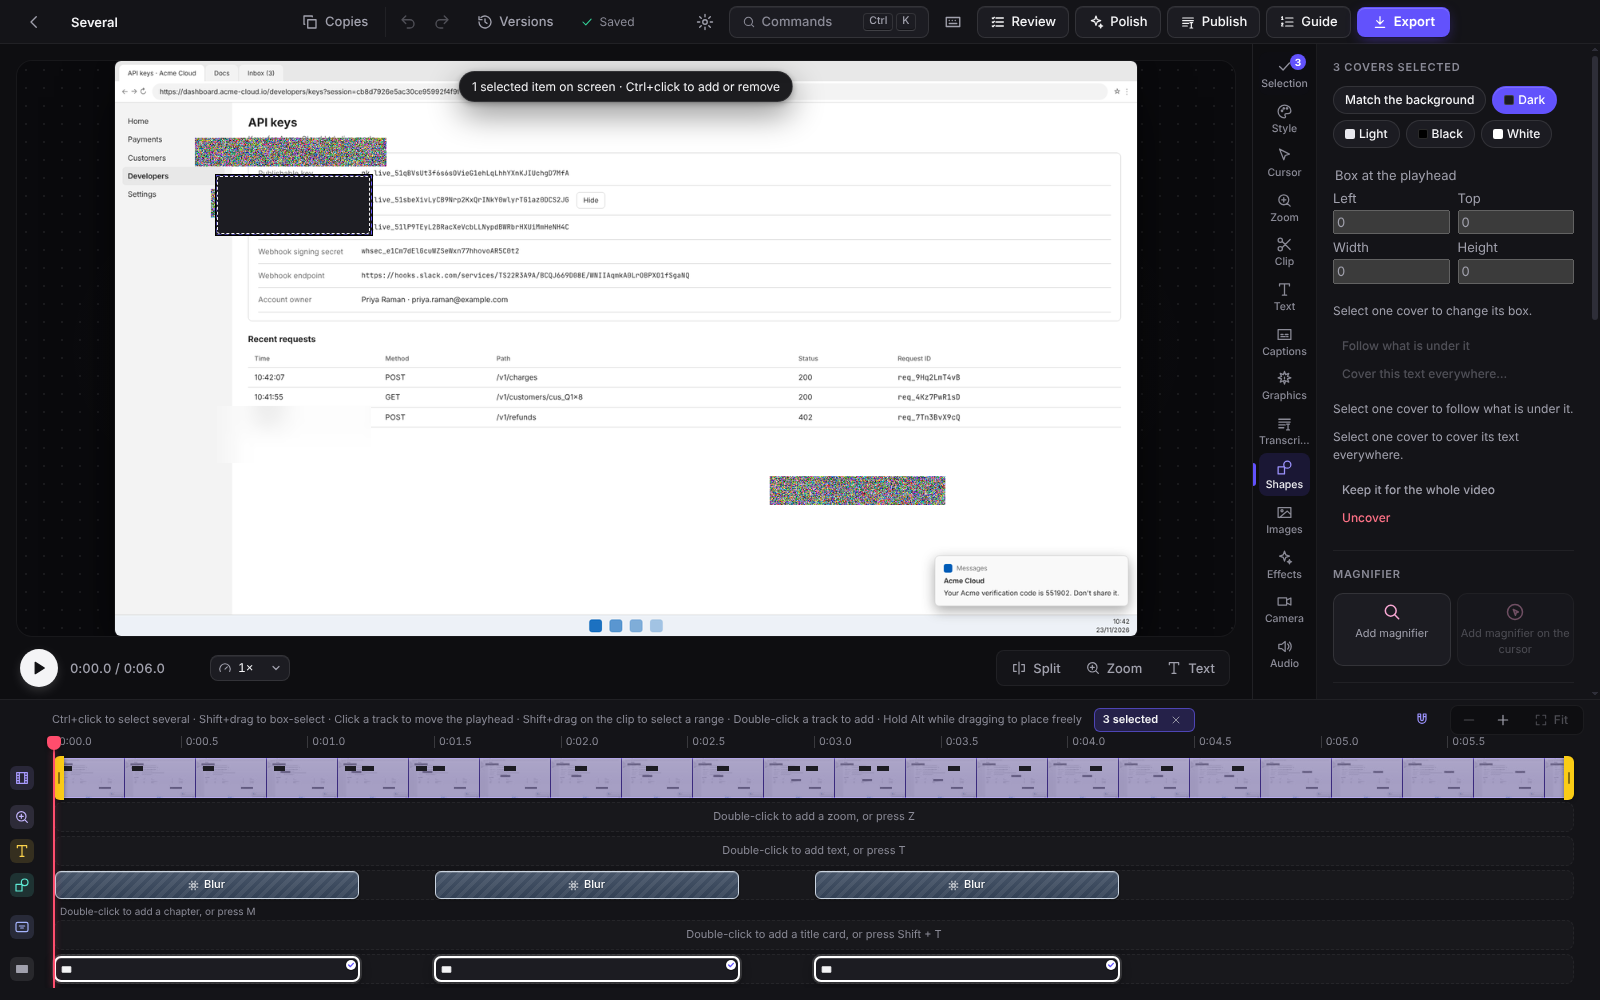 Several
Copies
Versions
Saved
Commands
Ctrl
K
Review
Polish
Publish
Guide
Export
API keys · Acme Cloud
Docs
Inbox (3)
1 selected item on screen · Ctrl+click to add or remove
Home
Payments
Customers
Developers
Settings
API keys
Hide
Webhook signing secret
Webhook endpoint
Account owner
Priya Raman · priya.raman@example.com
Recent requests
Time
Method
Path
Status
Request ID
10:42:07
POST
/v1/charges
200
req_9Hq2LmT4vB
10:41:55
GET
/v1/customers/cus_Q1x8
200
req_4Kz7PwR1sD
POST
/v1/refunds
402
req_7Tn3BvX9cQ
Messages
Acme Cloud
Your Acme verification code is 551902. Don't share it.
10:42
23/11/2026
0:00.0 / 0:06.0
1×
Split
Zoom
Text
3
Selection
Style
Cursor
Zoom
Clip
Text
Captions
Graphics
Transcri...
Shapes
Images
Effects
Camera
Audio
3 COVERS SELECTED
Match the background
Dark
Light
Black
White
Box at the playhead
Left
Top
0
0
Width
Height
0
0
Select one cover to change its box.
Follow what is under it
Cover this text everywhere...
Select one cover to follow what is under it.
Select one cover to cover its text
everywhere.
Keep it for the whole video
Uncover
MAGNIFIER
Add magnifier
Add magnifier on the
cursor
Ctrl+click to select several · Shift+drag to box-select · Click a track to move the playhead · Shift+drag on the clip to select a range · Double-click a track to add · Hold Alt while dragging to place freely
3 selected
Fit
0:00.0
0:00.5
0:01.0
0:01.5
0:02.0
0:02.5
0:03.0
0:03.5
0:04.0
0:04.5
0:05.0
0:05.5
Double-click to add a zoom, or press Z
Double-click to add text, or press T
Blur
Blur
Blur
Double-click to add a chapter, or press M
Double-click to add a title card, or press Shift + T